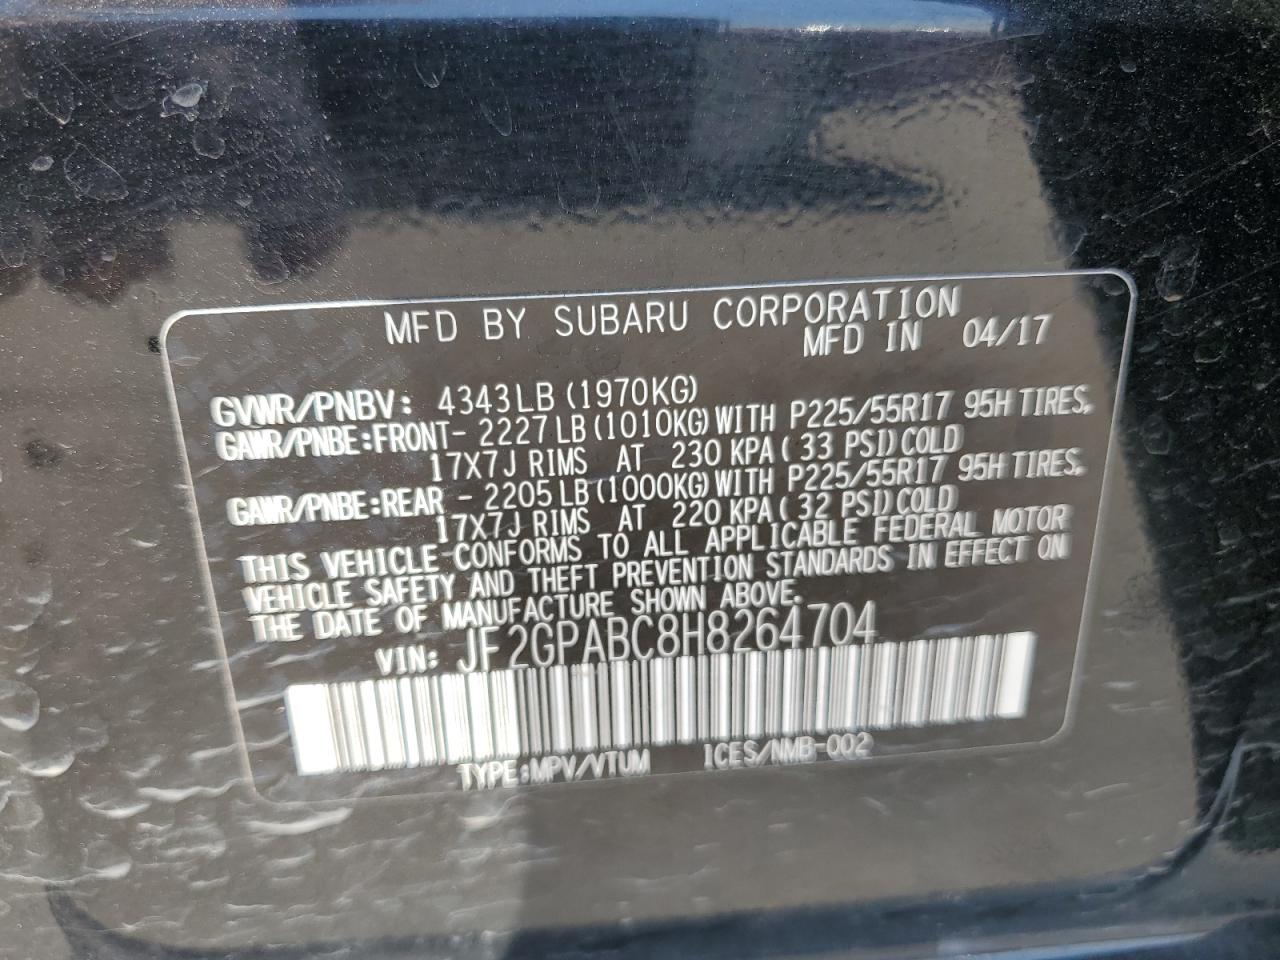 MFD BY SUBARU CORPORATION
MFD IN 04/17
GVWR/PNBV: 4343LB (1970KG)
GAWR/PNBE:FRONT- 2227LB (1010KG) WITH P225/55R17 95H TIRES,
17X7J RIMS AT 230 KPA (33 PSI) COLD
GAWR/PNBE:REAR - 2205LB (1000KG) WITH P225/55R17 95H TIRES,
17X7J RIMS AT 220 KPA (32 PSI) COLD
THIS VEHICLE CONFORMS TO ALL APPLICABLE FEDERAL MOTOR
VEHICLE SAFETY AND THEFT PREVENTION STANDARDS IN EFFECT ON
THE DATE OF MANUFACTURE SHOWN ABOVE.
VIN: JF2GPABC8H8264704
TYPE:MPV/VTUM ICES/NMB-002